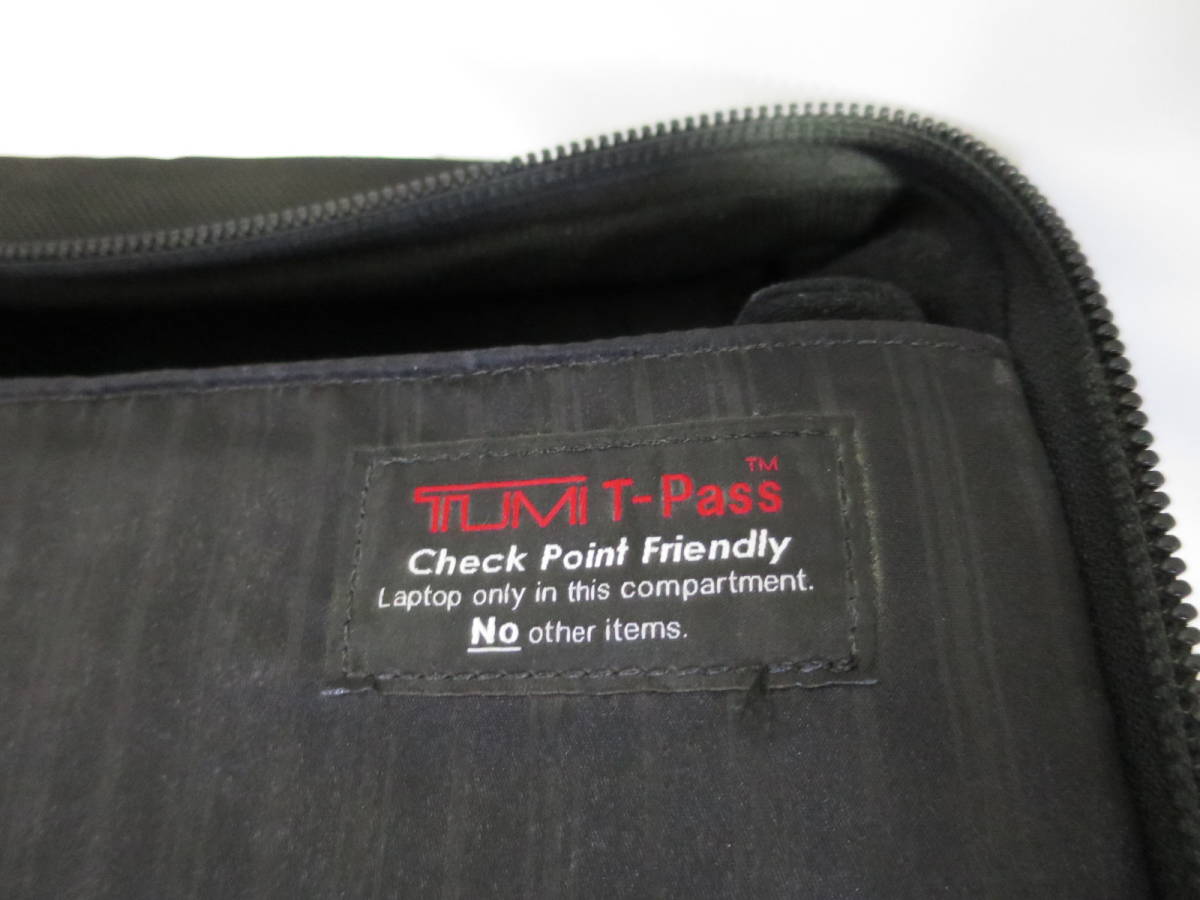 TUMI T-Pass™
Check Point Friendly
Laptop only in this compartment.
No other items.